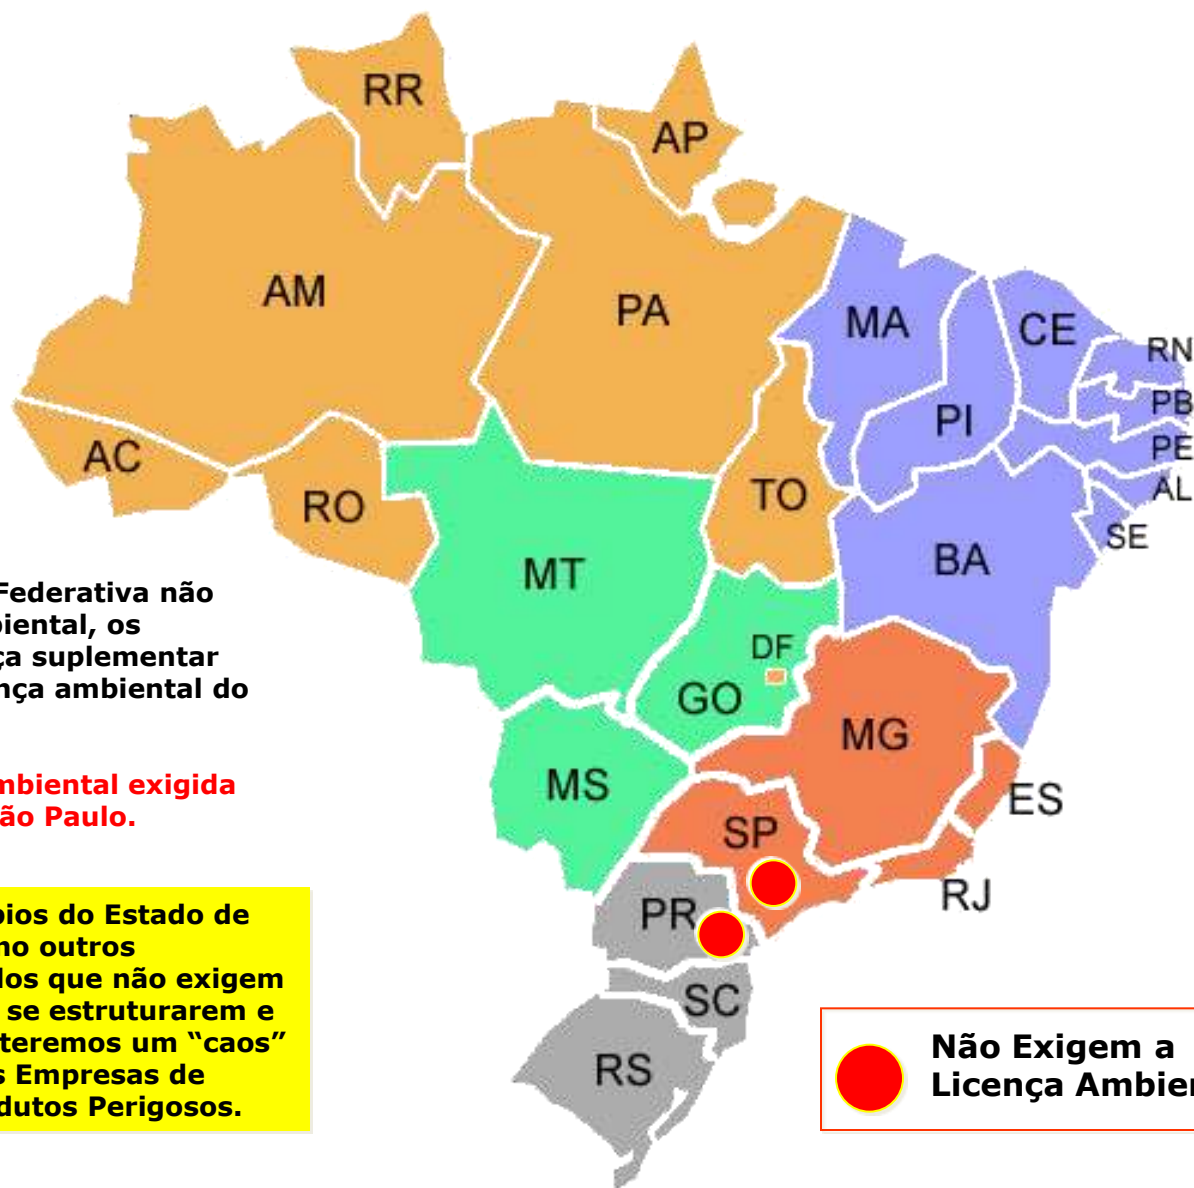 RR
AP
AM
PA
MA
CE
RN
PB
PI
PE
AC
AL
TO
RO
SE
BA
MT
Federativa não
biental, os
ça suplementar
nça ambiental do
DF
GO
MG
mbiental exigida
ão Paulo.
MS
ES
SP
RJ
PR
pios do Estado de
no outros
dos que não exigem
se estruturarem e
teremos um “caos”
s Empresas de
dutos Perigosos.
SC
RS
Não Exigem a
Licença Ambien